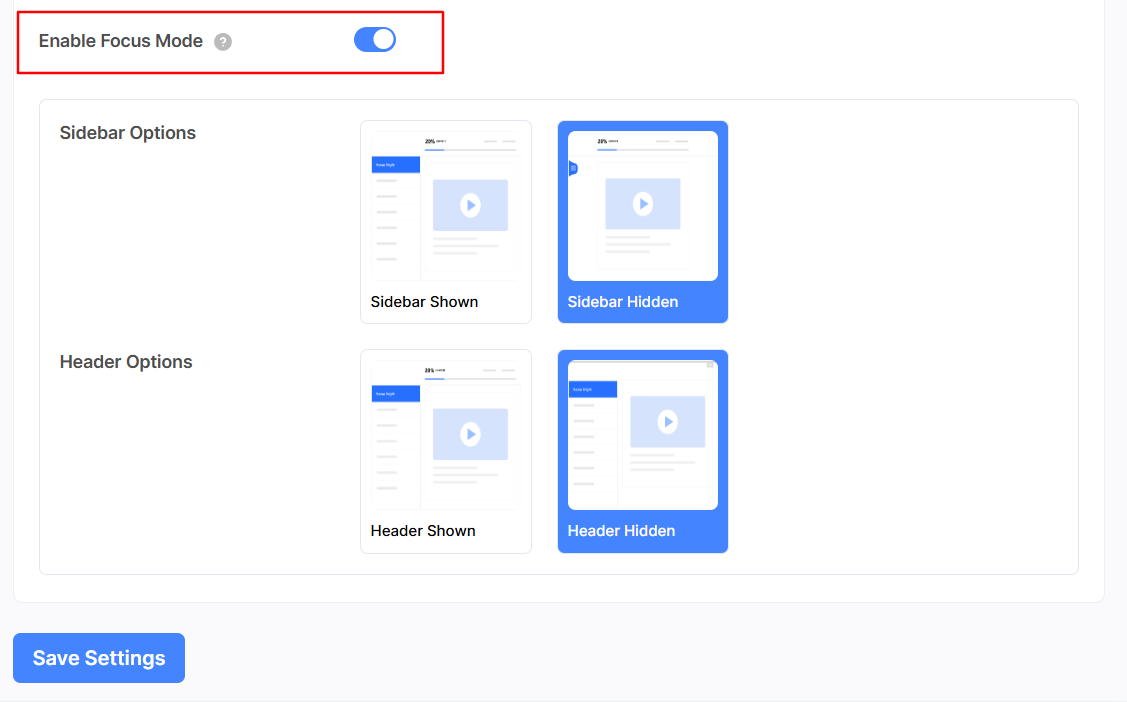 Enable Focus Mode ?
Sidebar Options
20%
20%
Sidebar Shown
Sidebar Hidden
Header Options
20%
Header Shown
Header Hidden
Save Settings